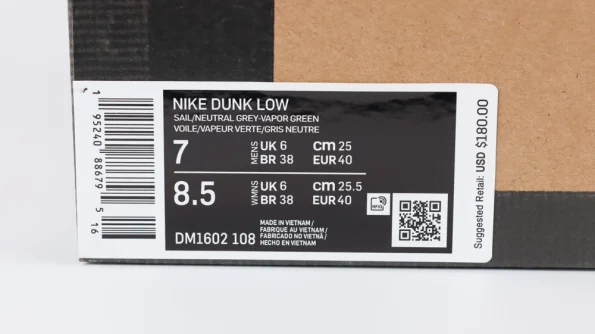 NIKE DUNK LOW
SAIL/NEUTRAL GREY-VAPOR GREEN
VOILE/VAPEUR VERTE/GRIS NEUTRE
7 MENS UK 6 cm 25
BR 38 EUR 40
8.5 WMNS UK 6 cm 25.5
BR 38 EUR 40
DM1602 108
MADE IN VIETNAM /
FABRIQUE AU VIETNAM /
FABRICADO NO VIETNÃ /
HECHO EN VIETNAM
1 95240 88679 5 16
Suggested Retail: USD $180.00